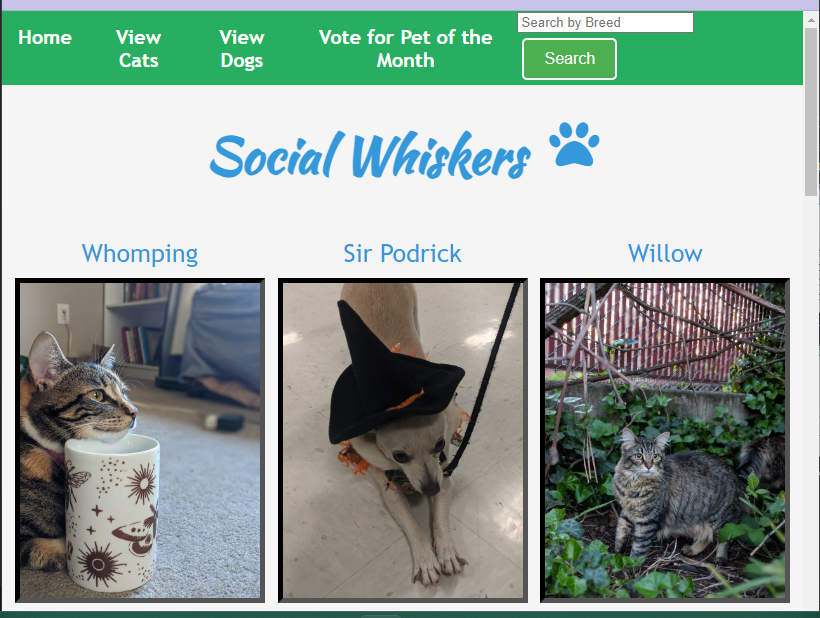 Home
View
Cats
View
Dogs
Vote for Pet of the
Month
Search by Breed
Search
Social Whiskers
Whomping
Sir Podrick
Willow